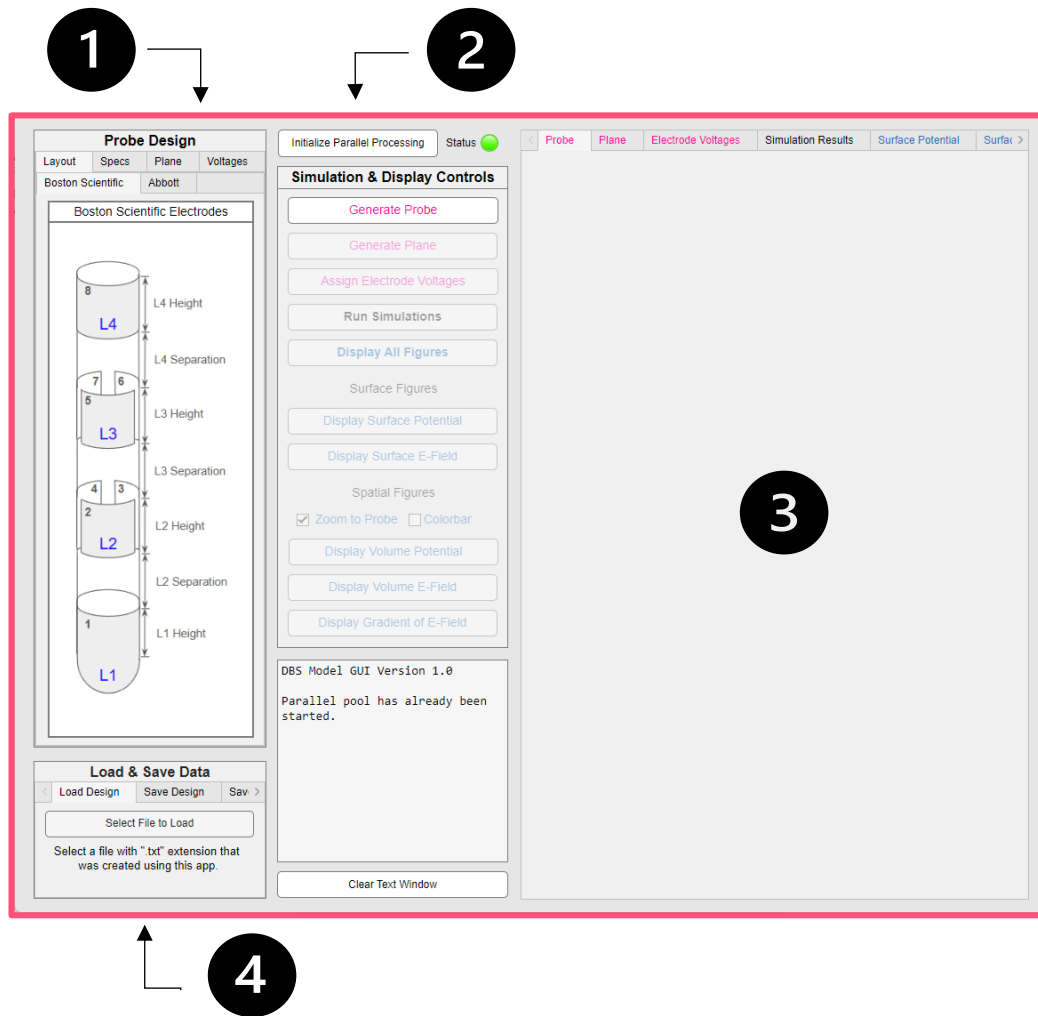 1
2
Probe Design
Layout Specs Plane Voltages
Boston Scientific Abbott
Boston Scientific Electrodes
8
L4
L4 Height
L4 Separation
7 6
5
L3
L3 Height
L3 Separation
4 3
2
L2
L2 Height
L2 Separation
1
L1
L1 Height
Load & Save Data
Load Design Save Design Sav
Select File to Load
Select a file with ".txt" extension that
was created using this app.
Initialize Parallel Processing Status
Simulation & Display Controls
Generate Probe
Generate Plane
Assign Electrode Voltages
Run Simulations
Display All Figures
Surface Figures
Display Surface Potential
Display Surface E-Field
Spatial Figures
Zoom to Probe Colorbar
Display Volume Potential
Display Volume E-Field
Display Gradient of E-Field
DBS Model GUI Version 1.0
Parallel pool has already been
started.
Clear Text Window
Probe Plane Electrode Voltages Simulation Results Surface Potential Surfac
3
4